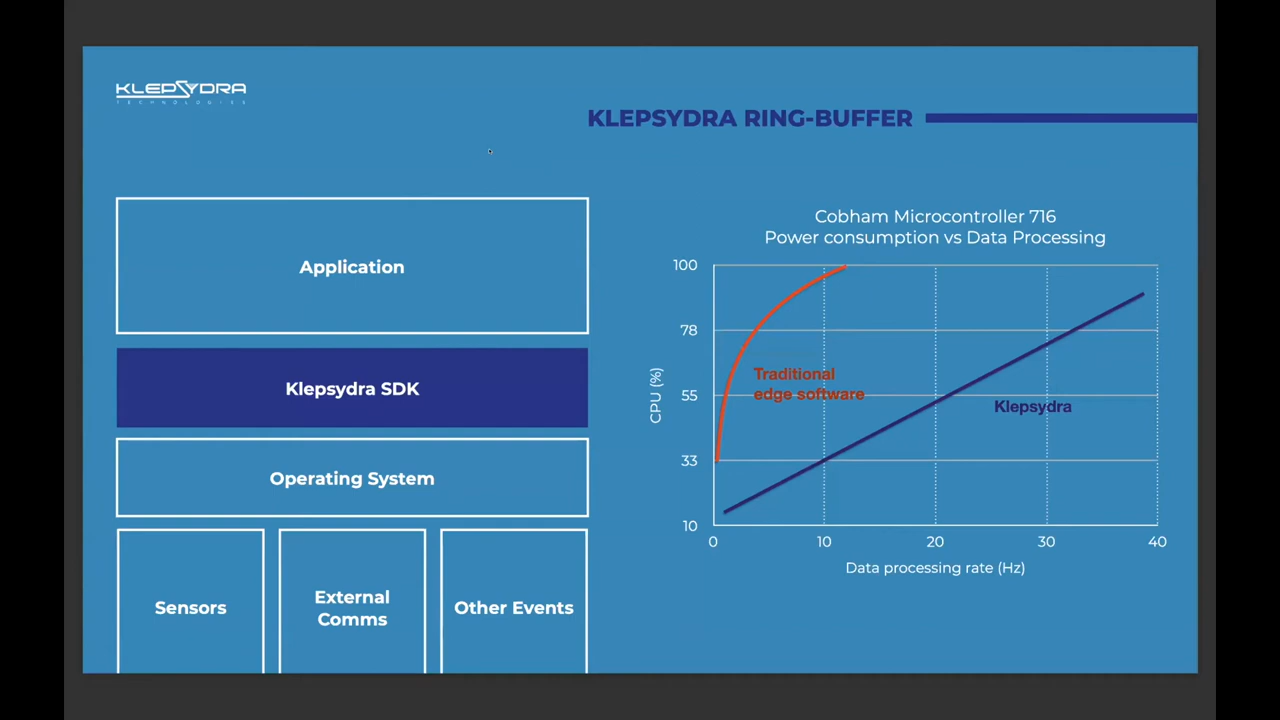 KLEPSYDRA
TECHNOLOGIES
KLEPSYDRA RING-BUFFER
Application
Klepsydra SDK
Operating System
Sensors
External
Comms
Other Events
Cobham Microcontroller 716
Power consumption vs Data Processing
100
78
55
33
10
CPU (%)
Traditional
edge software
Klepsydra
0
10
20
30
40
Data processing rate (Hz)